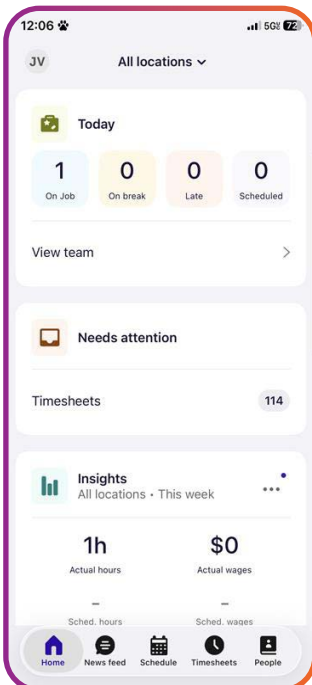 12:06
5G 72
JV
All locations
Today
1 0 0 0
On Job On break Late Scheduled
View team
Needs attention
Timesheets 114
Insights
All locations • This week
1h $0
Actual hours Actual wages
– –
Sched. hours Sched. wages
Home News feed Schedule Timesheets People